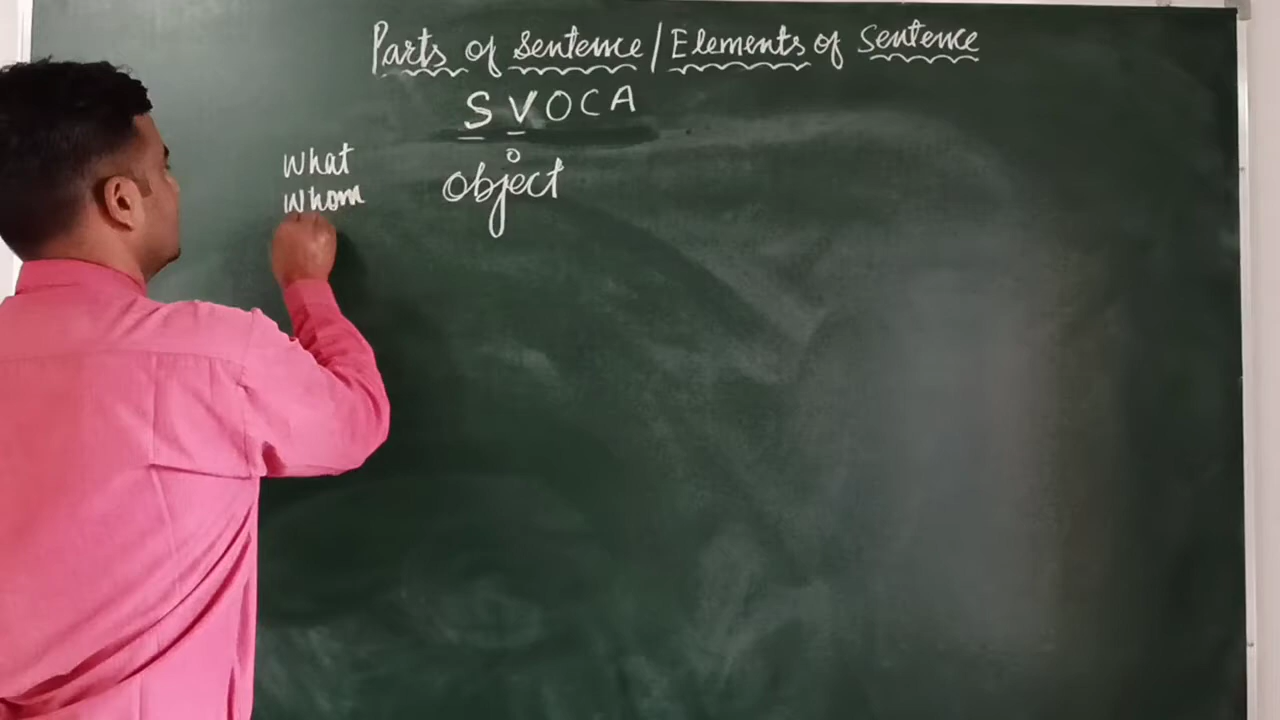 Parts of Sentence / Elements of Sentence
S V O C A
O
What
Whom
Object